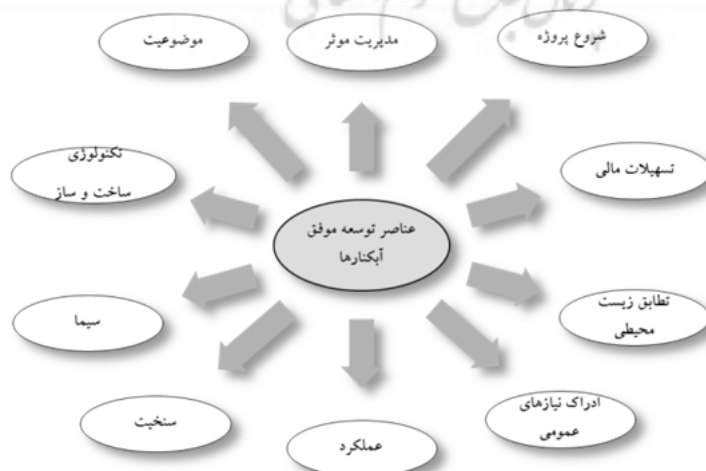 شروع پروژه
مدیریت موثر
موضوعیت
تسهیلات مالی
تکنولوژی
ساخت و ساز
عناصر توسعه موفق
آبکنارها
تطابق زیست
محیطی
سیما
ادراک نیازهای
عمومی
عملکرد
سنخیت